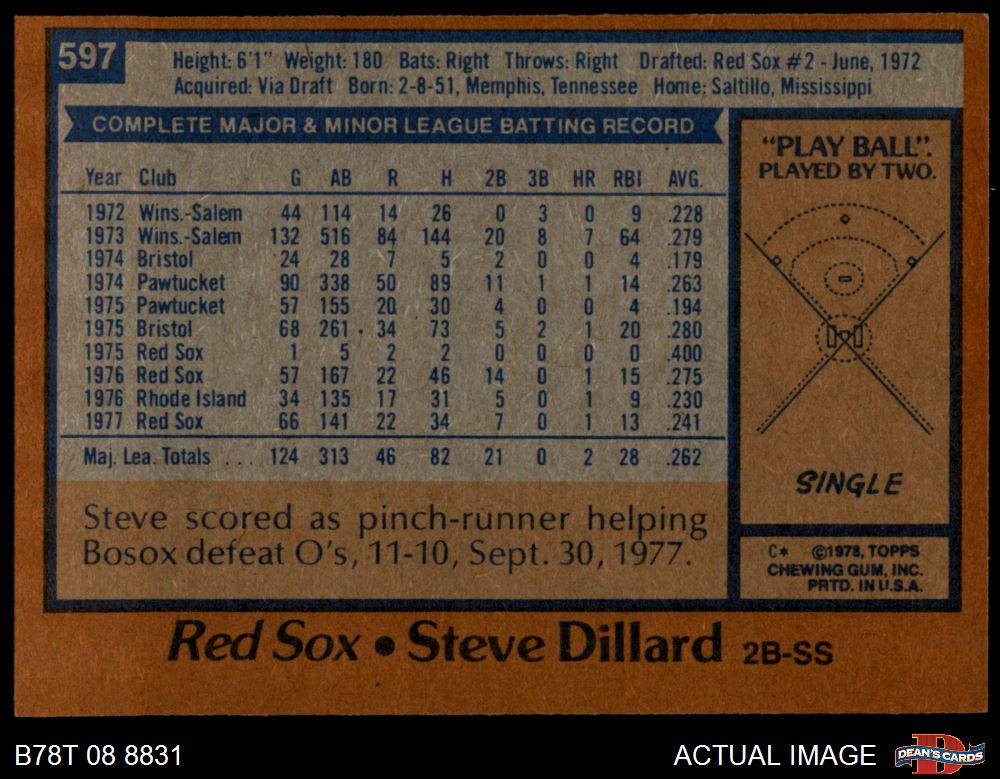 597
Height: 6'1" Weight: 180 Bats: Right Throws: Right Drafted: Red Sox #2 - June, 1972
Acquired: Via Draft Born: 2-8-51, Memphis, Tennessee Home: Saltillo, Mississippi
COMPLETE MAJOR & MINOR LEAGUE BATTING RECORD
Year Club G AB R H 2B 3B HR RBI AVG.
1972 Wins.-Salem 44 114 14 26 0 3 0 9 .228
1973 Wins.-Salem 132 516 84 144 20 8 7 64 .279
1974 Bristol 24 28 7 5 2 0 0 4 .179
1974 Pawtucket 90 338 50 89 11 1 1 14 .263
1975 Pawtucket 57 155 20 30 4 0 0 4 .194
1975 Bristol 68 261 34 73 5 2 1 20 .280
1975 Red Sox 1 5 2 2 0 0 0 0 .400
1976 Red Sox 57 167 22 46 14 0 1 15 .275
1976 Rhode Island 34 135 17 31 5 0 1 9 .230
1977 Red Sox 66 141 22 34 7 0 1 13 .241
Maj. Lea. Totals ... 124 313 46 82 21 0 2 28 .262
Steve scored as pinch-runner helping
Bosox defeat O's, 11-10, Sept. 30, 1977.
"PLAY BALL".
PLAYED BY TWO.
SINGLE
C* ©1978, TOPPS
CHEWING GUM, INC.
PRTD. IN U.S.A.
Red Sox • Steve Dillard 2B-SS
B78T 08 8831
ACTUAL IMAGE
DEAN'S CARDS